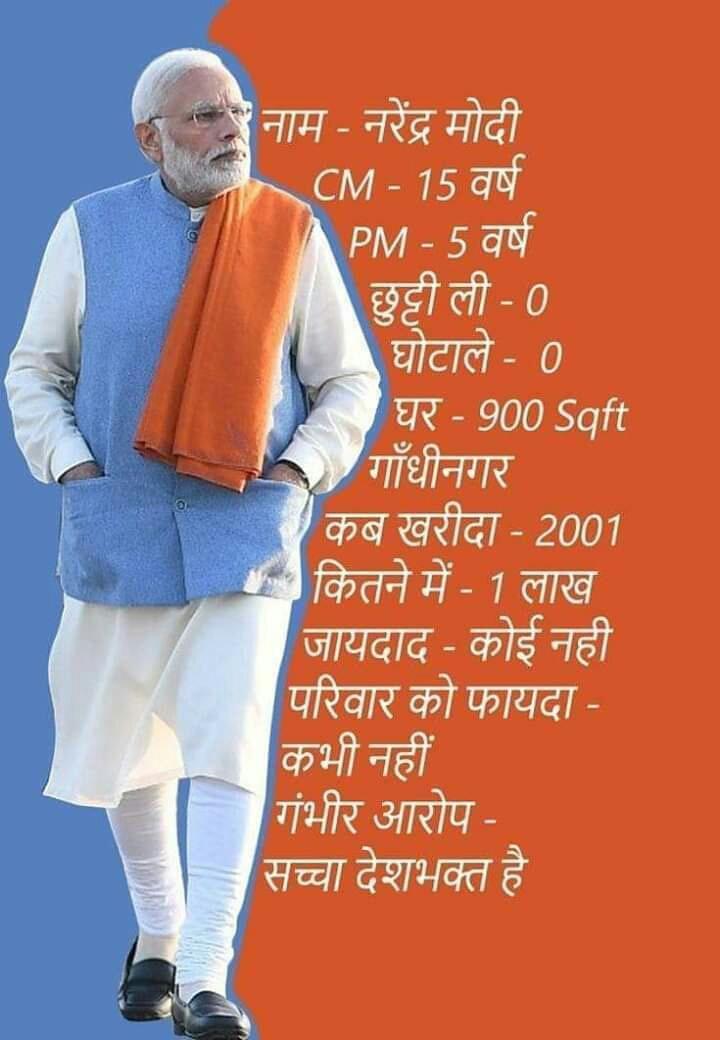 नाम - नरेंद्र मोदी
CM - 15 वर्ष
PM - 5 वर्ष
छुट्टी ली - 0
घोटाले - 0
घर - 900 Sqft
गाँधीनगर
कब खरीदा - 2001
कितने में - 1 लाख
जायदाद - कोई नही
परिवार को फायदा -
कभी नहीं
गंभीर आरोप -
सच्चा देशभक्त है